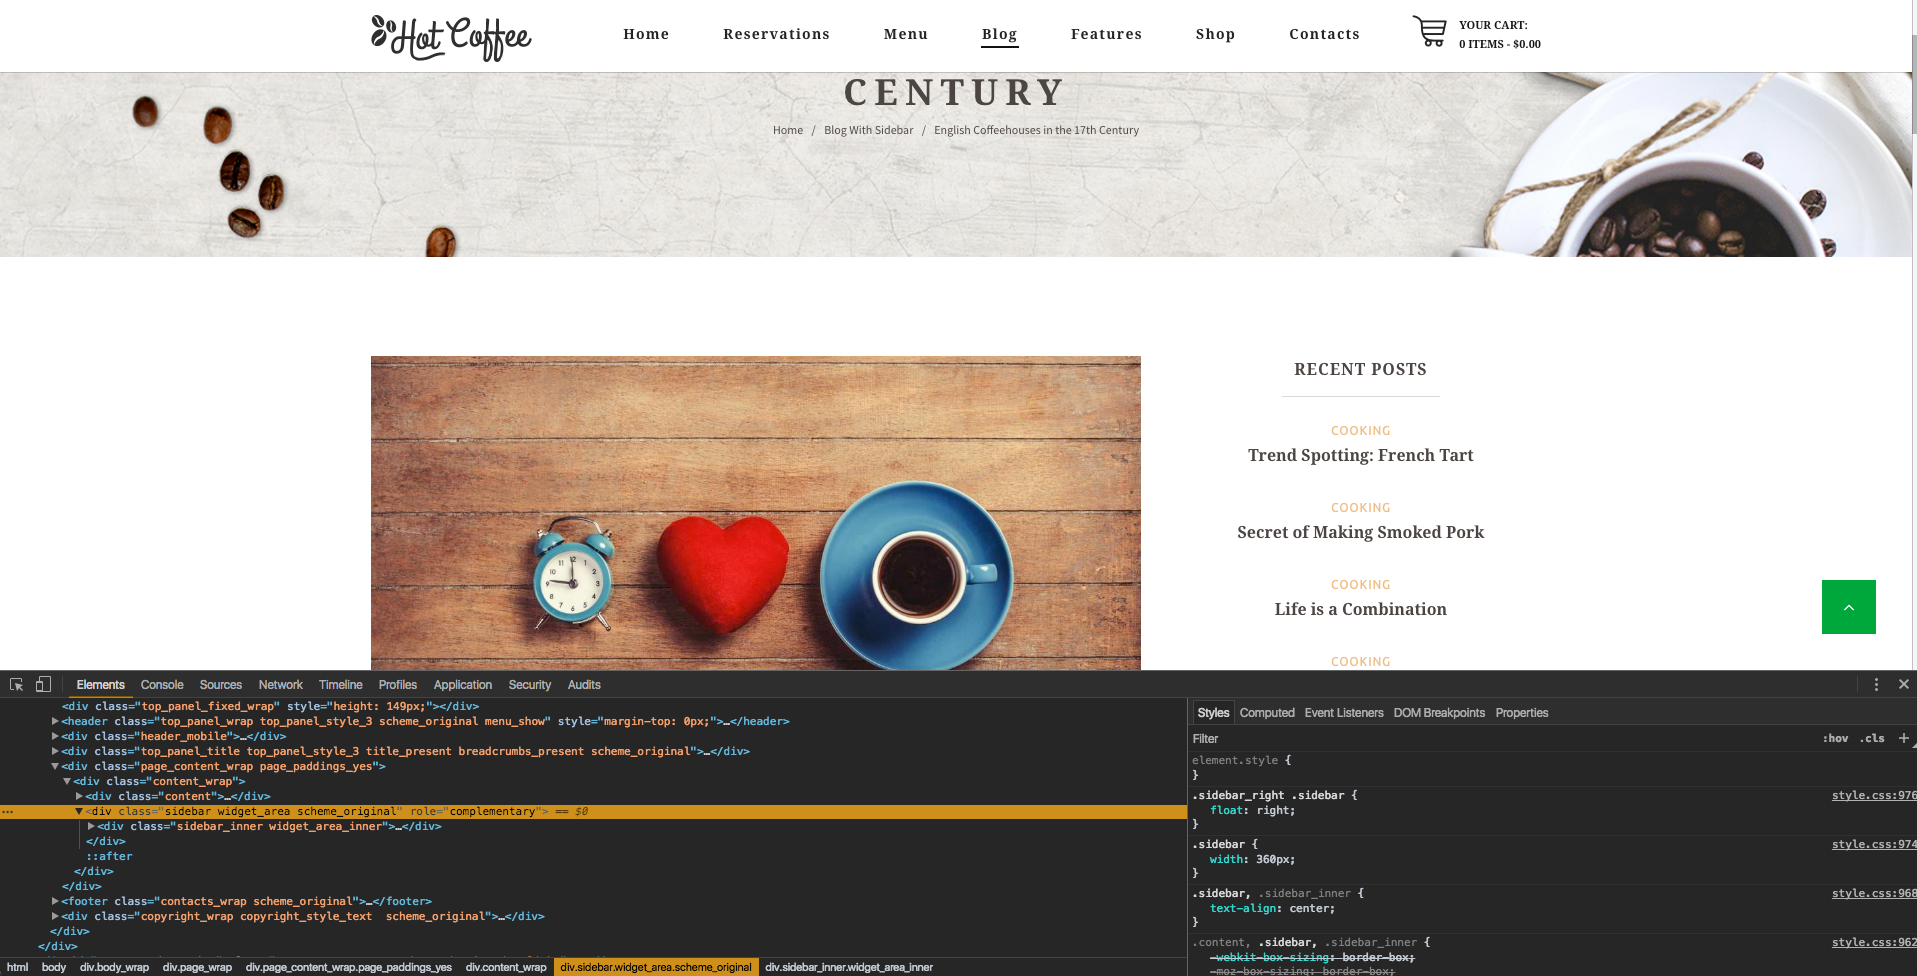 Hot Coffee
Home Reservations Menu Blog Features Shop Contacts
YOUR CART:
0 ITEMS - $0.00
CENTURY
Home / Blog With Sidebar / English Coffeehouses in the 17th Century
RECENT POSTS
COOKING
Trend Spotting: French Tart
COOKING
Secret of Making Smoked Pork
COOKING
Life is a Combination
COOKING
Elements Console Sources Network Timeline Profiles Application Security Audits
<div class="top_panel_fixed_wrap" style="height: 149px;"></div>
<header class="top_panel_wrap top_panel_style_3 scheme_original menu_show" style="margin-top: 0px;">…</header>
<div class="header_mobile">…</div>
<div class="top_panel_title top_panel_style_3 title_present breadcrumbs_present scheme_original">…</div>
<div class="page_content_wrap page_paddings_yes">
<div class="content_wrap">
<div class="content">…</div>
<div class="sidebar widget_area scheme_original" role="complementary"> == $0
<div class="sidebar_inner widget_area_inner">…</div>
</div>
::after
</div>
</div>
<footer class="contacts_wrap scheme_original">…</footer>
<div class="copyright_wrap copyright_style_text  scheme_original">…</div>
</div>
</div>
html body div.body_wrap div.page_wrap div.page_content_wrap.page_paddings_yes div.content_wrap div.sidebar.widget_area.scheme_original div.sidebar_inner.widget_area_inner
Styles Computed Event Listeners DOM Breakpoints Properties
Filter :hov .cls +
element.style {
}
.sidebar_right .sidebar { style.css:976
float: right;
}
.sidebar { style.css:974
width: 360px;
}
.sidebar, .sidebar_inner { style.css:968
text-align: center;
}
.content, .sidebar, .sidebar_inner { style.css:962
-webkit-box-sizing: border-box;
-moz-box-sizing: border-box;